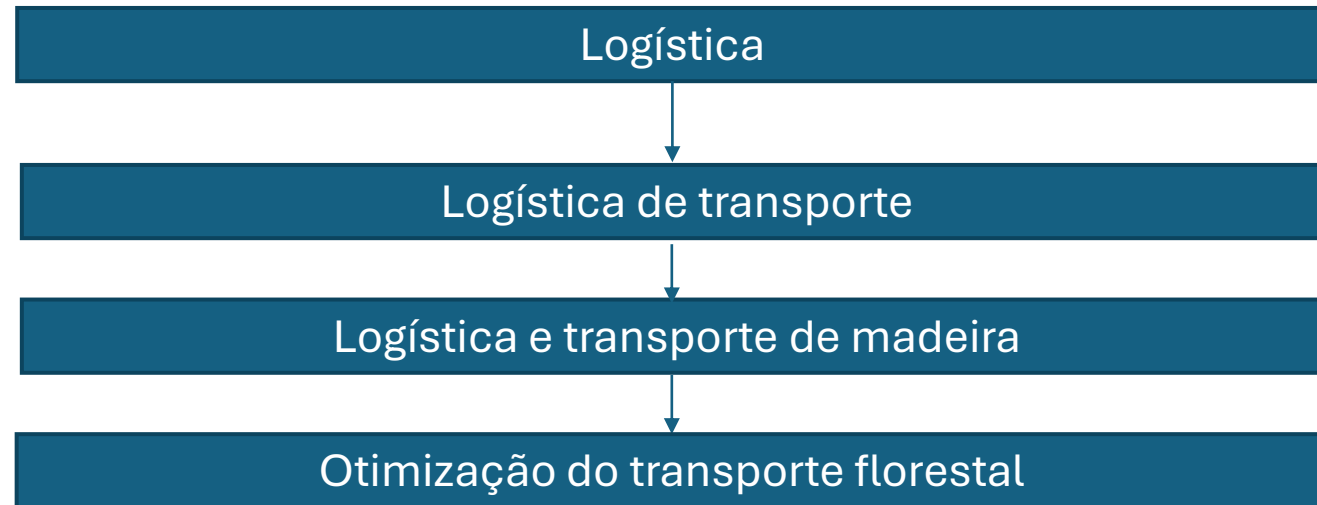 Logística
Logística de transporte
Logística e transporte de madeira
Otimização do transporte florestal